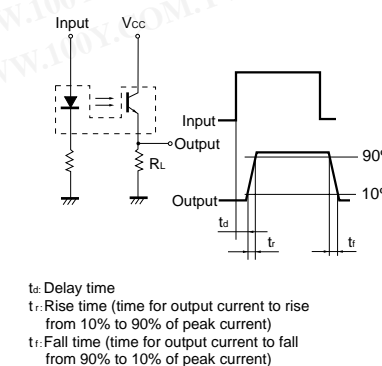 Input
Vcc
Input
Output
RL
90%
Output
10%
td
tr
tf
td: Delay time
tr: Rise time (time for output current to rise
from 10% to 90% of peak current)
tf: Fall time (time for output current to fall
from 90% to 10% of peak current)